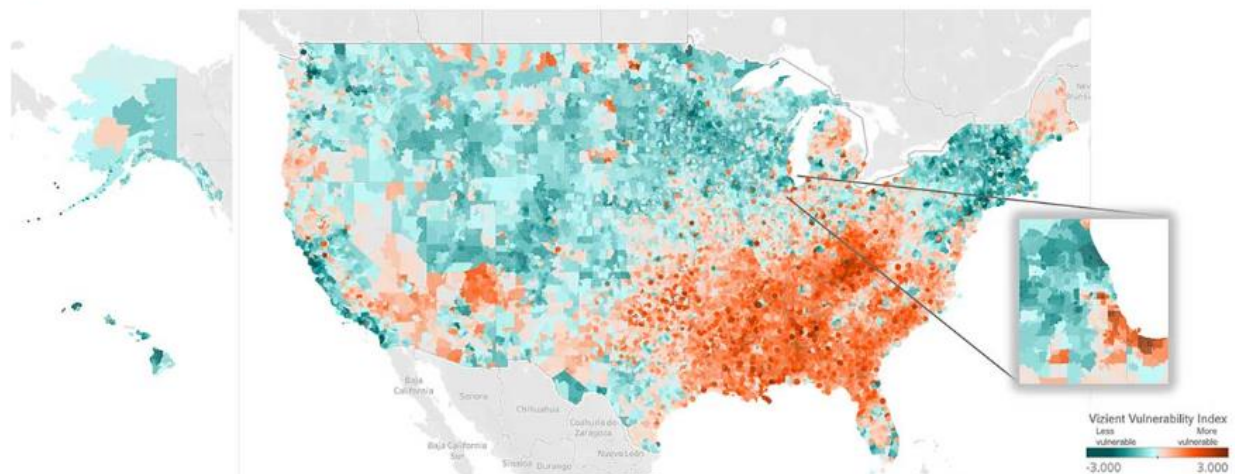 Baja
California
Sonora
Chihuahua
Coahuila de
Zaragoza
Baja California
Sur
Sinaloa
Durango
Nuevo León
Vizient Vulnerability Index
Less
vulnerable
More
vulnerable
-3.000
3.000